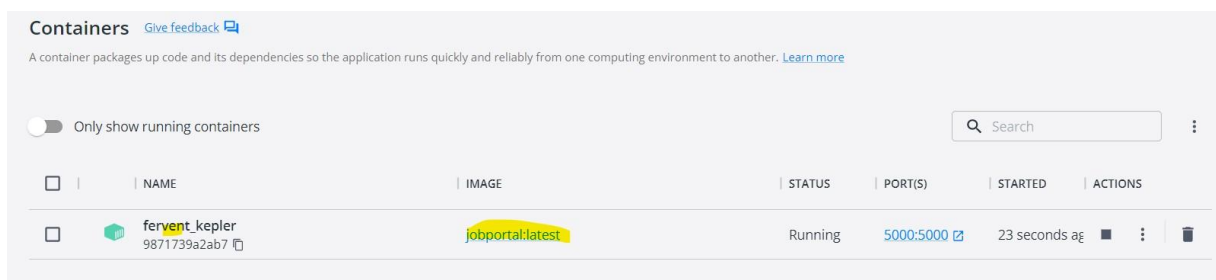 Containers Give feedback
A container packages up code and its dependencies so the application runs quickly and reliably from one computing environment to another. Learn more
Only show running containers Search
NAME IMAGE STATUS PORT(S) STARTED ACTIONS
fervent_kepler jobportal:latest Running 5000:5000 23 seconds ag
9871739a2ab7